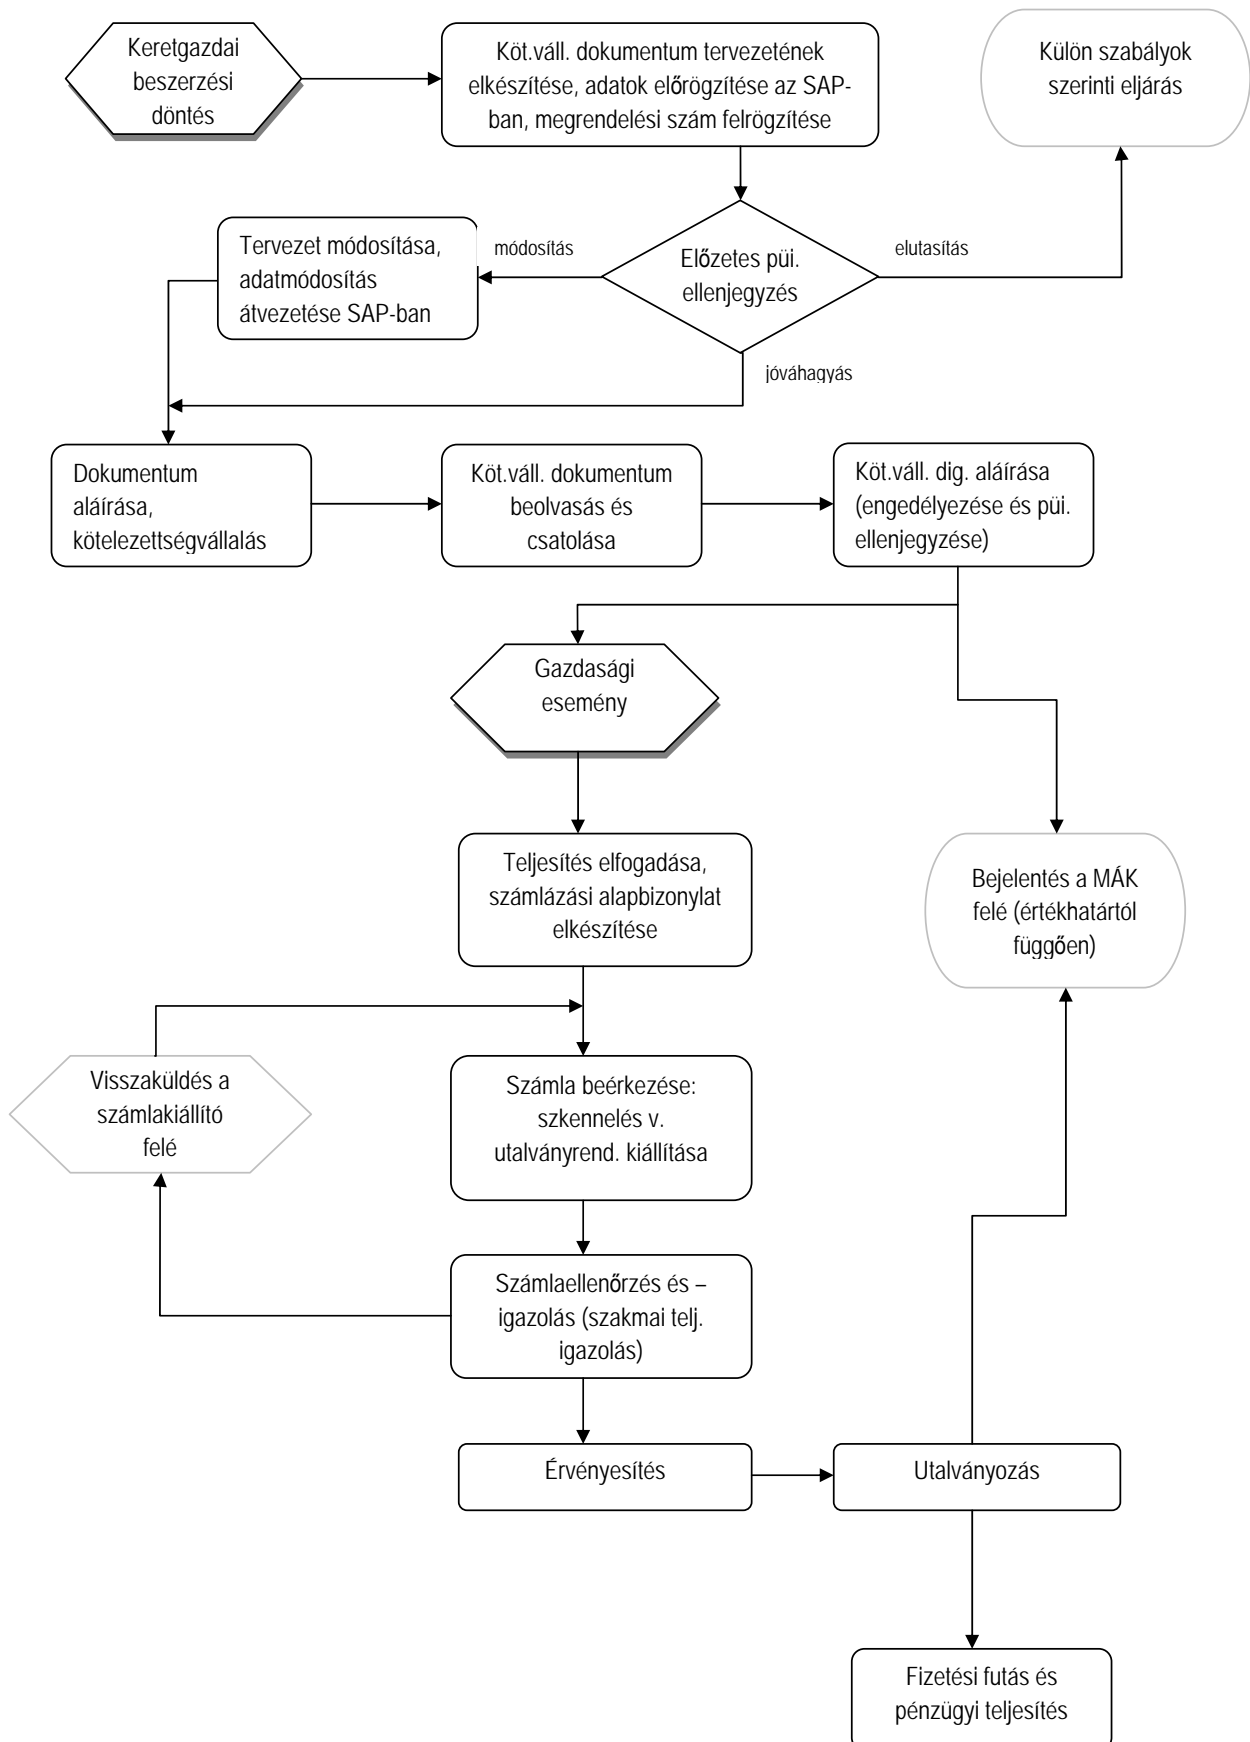 Keretgazdai
beszerzési
döntés
Köt.váll. dokumentum tervezetének
elkészítése, adatok előrögzítése az SAP-
ban, megrendelési szám felrögzítése
Külön szabályok
szerinti eljárás
Tervezet módosítása,
adatmódosítás
átvezetése SAP-ban
módosítás
Előzetes püi.
ellenjegyzés
elutasítás
jóváhagyás
Dokumentum
aláírása,
kötelezettségvállalás
Köt.váll. dokumentum
beolvasás és
csatolása
Köt.váll. dig. aláírása
(engedélyezése és püi.
ellenjegyzése)
Gazdasági
esemény
Teljesítés elfogadása,
számlázási alapbizonylat
elkészítése
Bejelentés a MÁK
felé (értékhatártól
függően)
Visszaküldés a
számlakiállító
felé
Számla beérkezése:
szkennelés v.
utalványrend. kiállítása
Számlaellenőrzés és –
igazolás (szakmai telj.
igazolás)
Érvényesítés
Utalványozás
Fizetési futás és
pénzügyi teljesítés